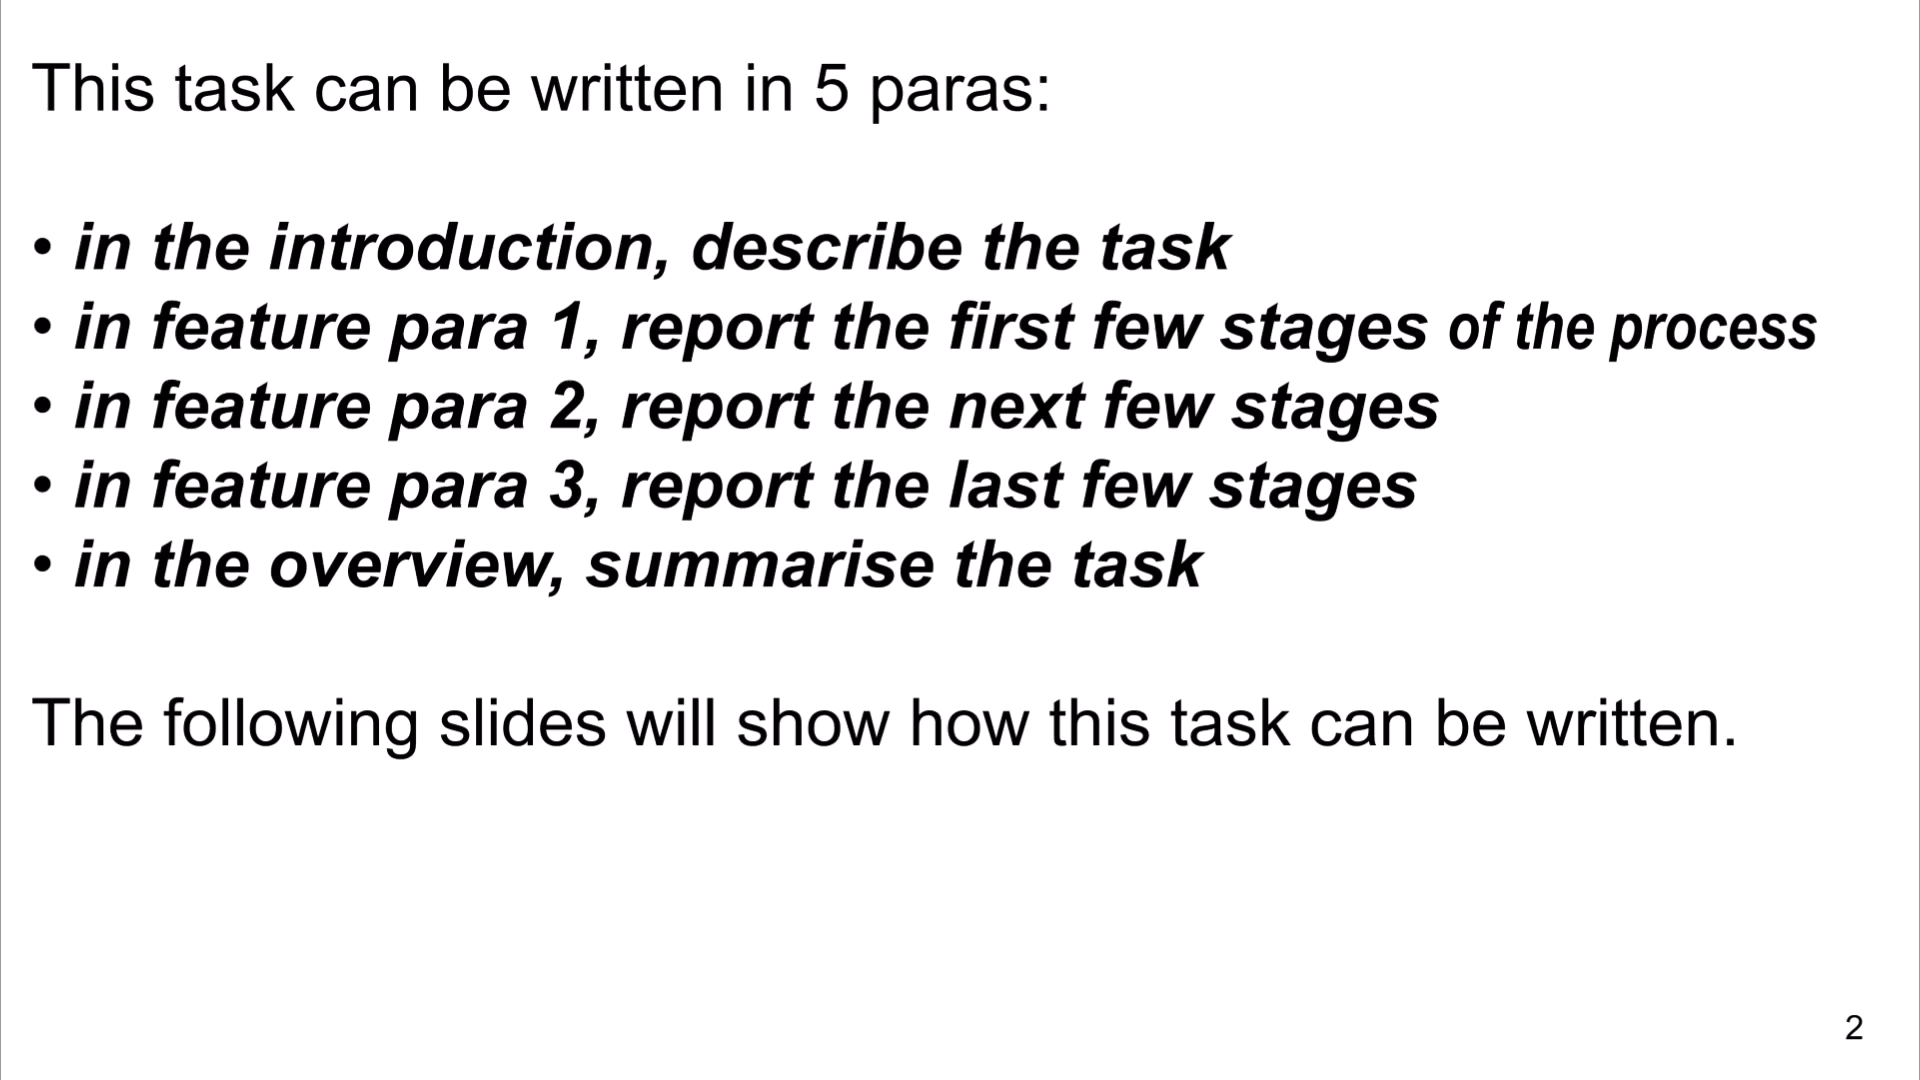 This task can be written in 5 paras:
• in the introduction, describe the task
• in feature para 1, report the first few stages of the process
• in feature para 2, report the next few stages
• in feature para 3, report the last few stages
• in the overview, summarise the task
The following slides will show how this task can be written.
2